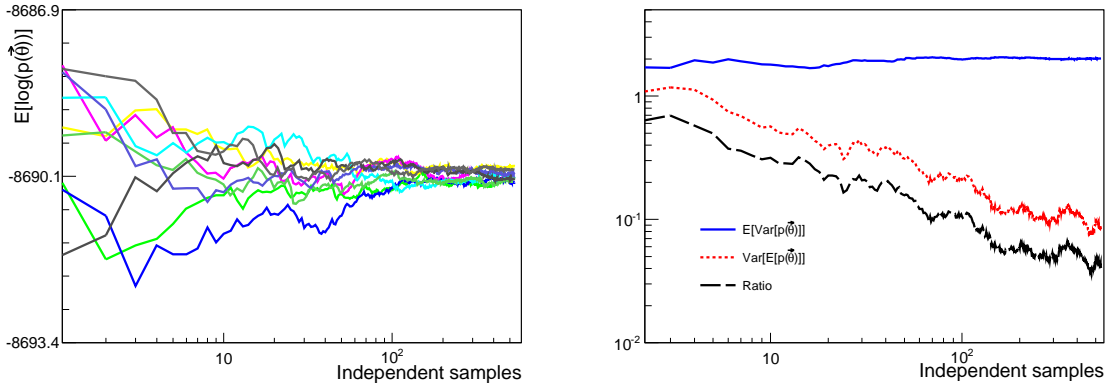 -8686.9
-8690.1
-8693.4
E[log(p(θ⃗))]
10
10²
Independent samples
1
10⁻¹
10⁻²
E[Var[p(θ⃗)]]
Var[E[p(θ⃗)]]
Ratio
10
10²
Independent samples